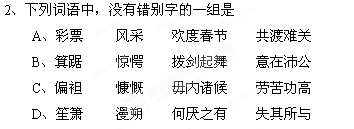 2、下列词语中，没有错别字的一组是
A、彩票 风采 欢度春节 共渡难关
B、箕踞 惊愕 拨剑起舞 意在沛公
C、偏袒 慷慨 毋内诸候 劳苦功高
D、笙箫 漫朔 何厌之有 失其所与